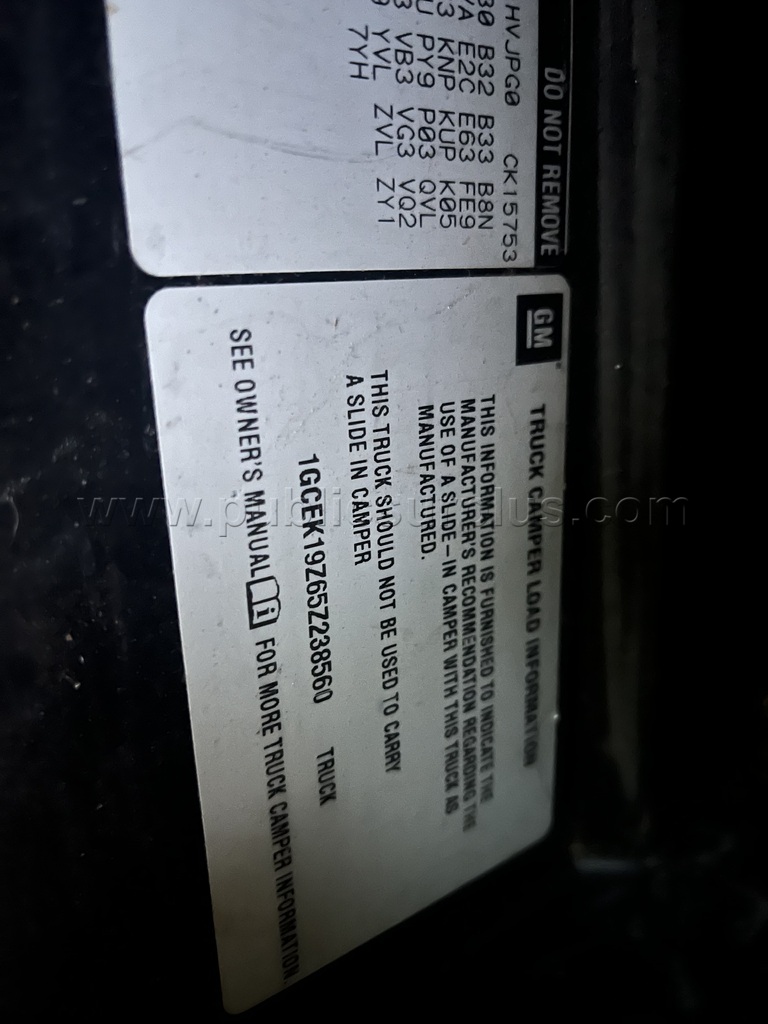 DO NOT REMOVE
HVJPG0 CK15753
30 B32 B33 B8N
VA E2C E63 FE9
3 KNP KUP K05
U PY9 P03 QVL
3 VB3 VG3 VQ2
YVL ZVL ZY1
7YH
GM
TRUCK CAMPER LOAD INFORMATION
THIS INFORMATION IS FURNISHED TO INDICATE THE
MANUFACTURER'S RECOMMENDATION REGARDING THE
USE OF A SLIDE-IN CAMPER WITH THIS TRUCK AS
MANUFACTURED.
THIS TRUCK SHOULD NOT BE USED TO CARRY
A SLIDE IN CAMPER
1GCEK19Z65Z238560 TRUCK
SEE OWNER'S MANUAL i FOR MORE TRUCK CAMPER INFORMATION.
www.publicsurplus.com